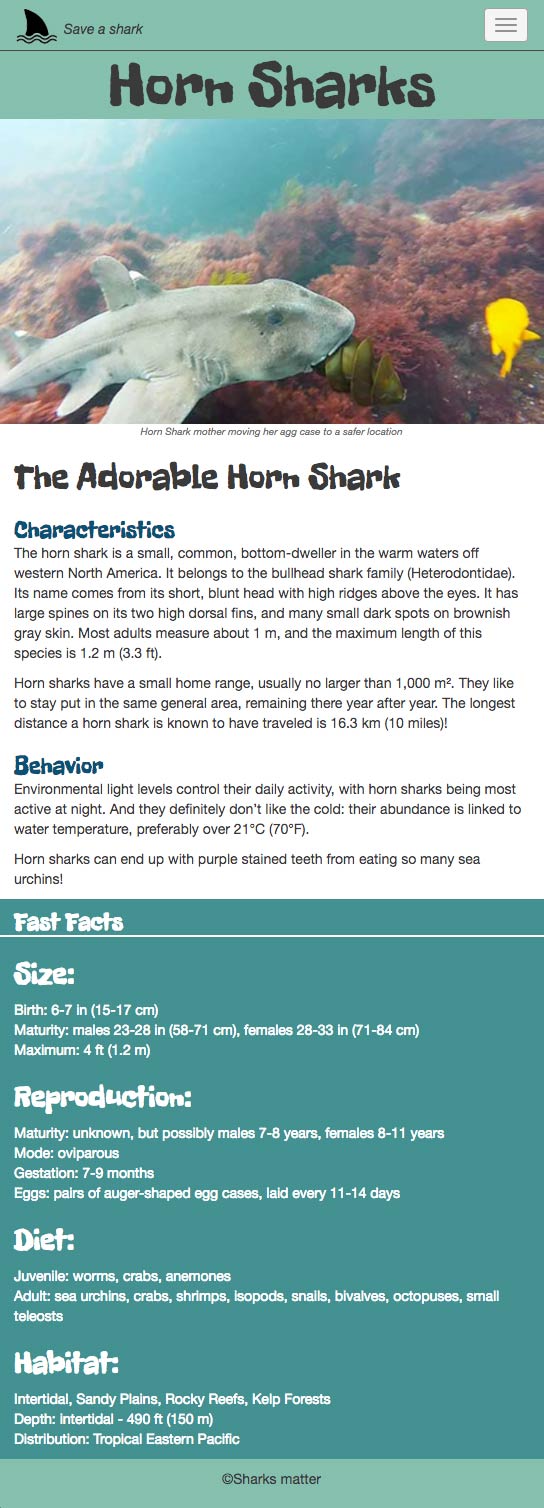 Save a shark
Horn Sharks
Horn Shark mother moving her agg case to a safer location
The Adorable Horn Shark
Characteristics
The horn shark is a small, common, bottom-dweller in the warm waters off
western North America. It belongs to the bullhead shark family (Heterodontidae).
Its name comes from its short, blunt head with high ridges above the eyes. It has
large spines on its two high dorsal fins, and many small dark spots on brownish
gray skin. Most adults measure about 1 m, and the maximum length of this
species is 1.2 m (3.3 ft).
Horn sharks have a small home range, usually no larger than 1,000 m². They like
to stay put in the same general area, remaining there year after year. The longest
distance a horn shark is known to have traveled is 16.3 km (10 miles)!
Behavior
Environmental light levels control their daily activity, with horn sharks being most
active at night. And they definitely don’t like the cold: their abundance is linked to
water temperature, preferably over 21°C (70°F).
Horn sharks can end up with purple stained teeth from eating so many sea
urchins!
Fast Facts
Size:
Birth: 6-7 in (15-17 cm)
Maturity: males 23-28 in (58-71 cm), females 28-33 in (71-84 cm)
Maximum: 4 ft (1.2 m)
Reproduction:
Maturity: unknown, but possibly males 7-8 years, females 8-11 years
Mode: oviparous
Gestation: 7-9 months
Eggs: pairs of auger-shaped egg cases, laid every 11-14 days
Diet:
Juvenile: worms, crabs, anemones
Adult: sea urchins, crabs, shrimps, isopods, snails, bivalves, octopuses, small
teleosts
Habitat:
Intertidal, Sandy Plains, Rocky Reefs, Kelp Forests
Depth: intertidal - 490 ft (150 m)
Distribution: Tropical Eastern Pacific
©Sharks matter